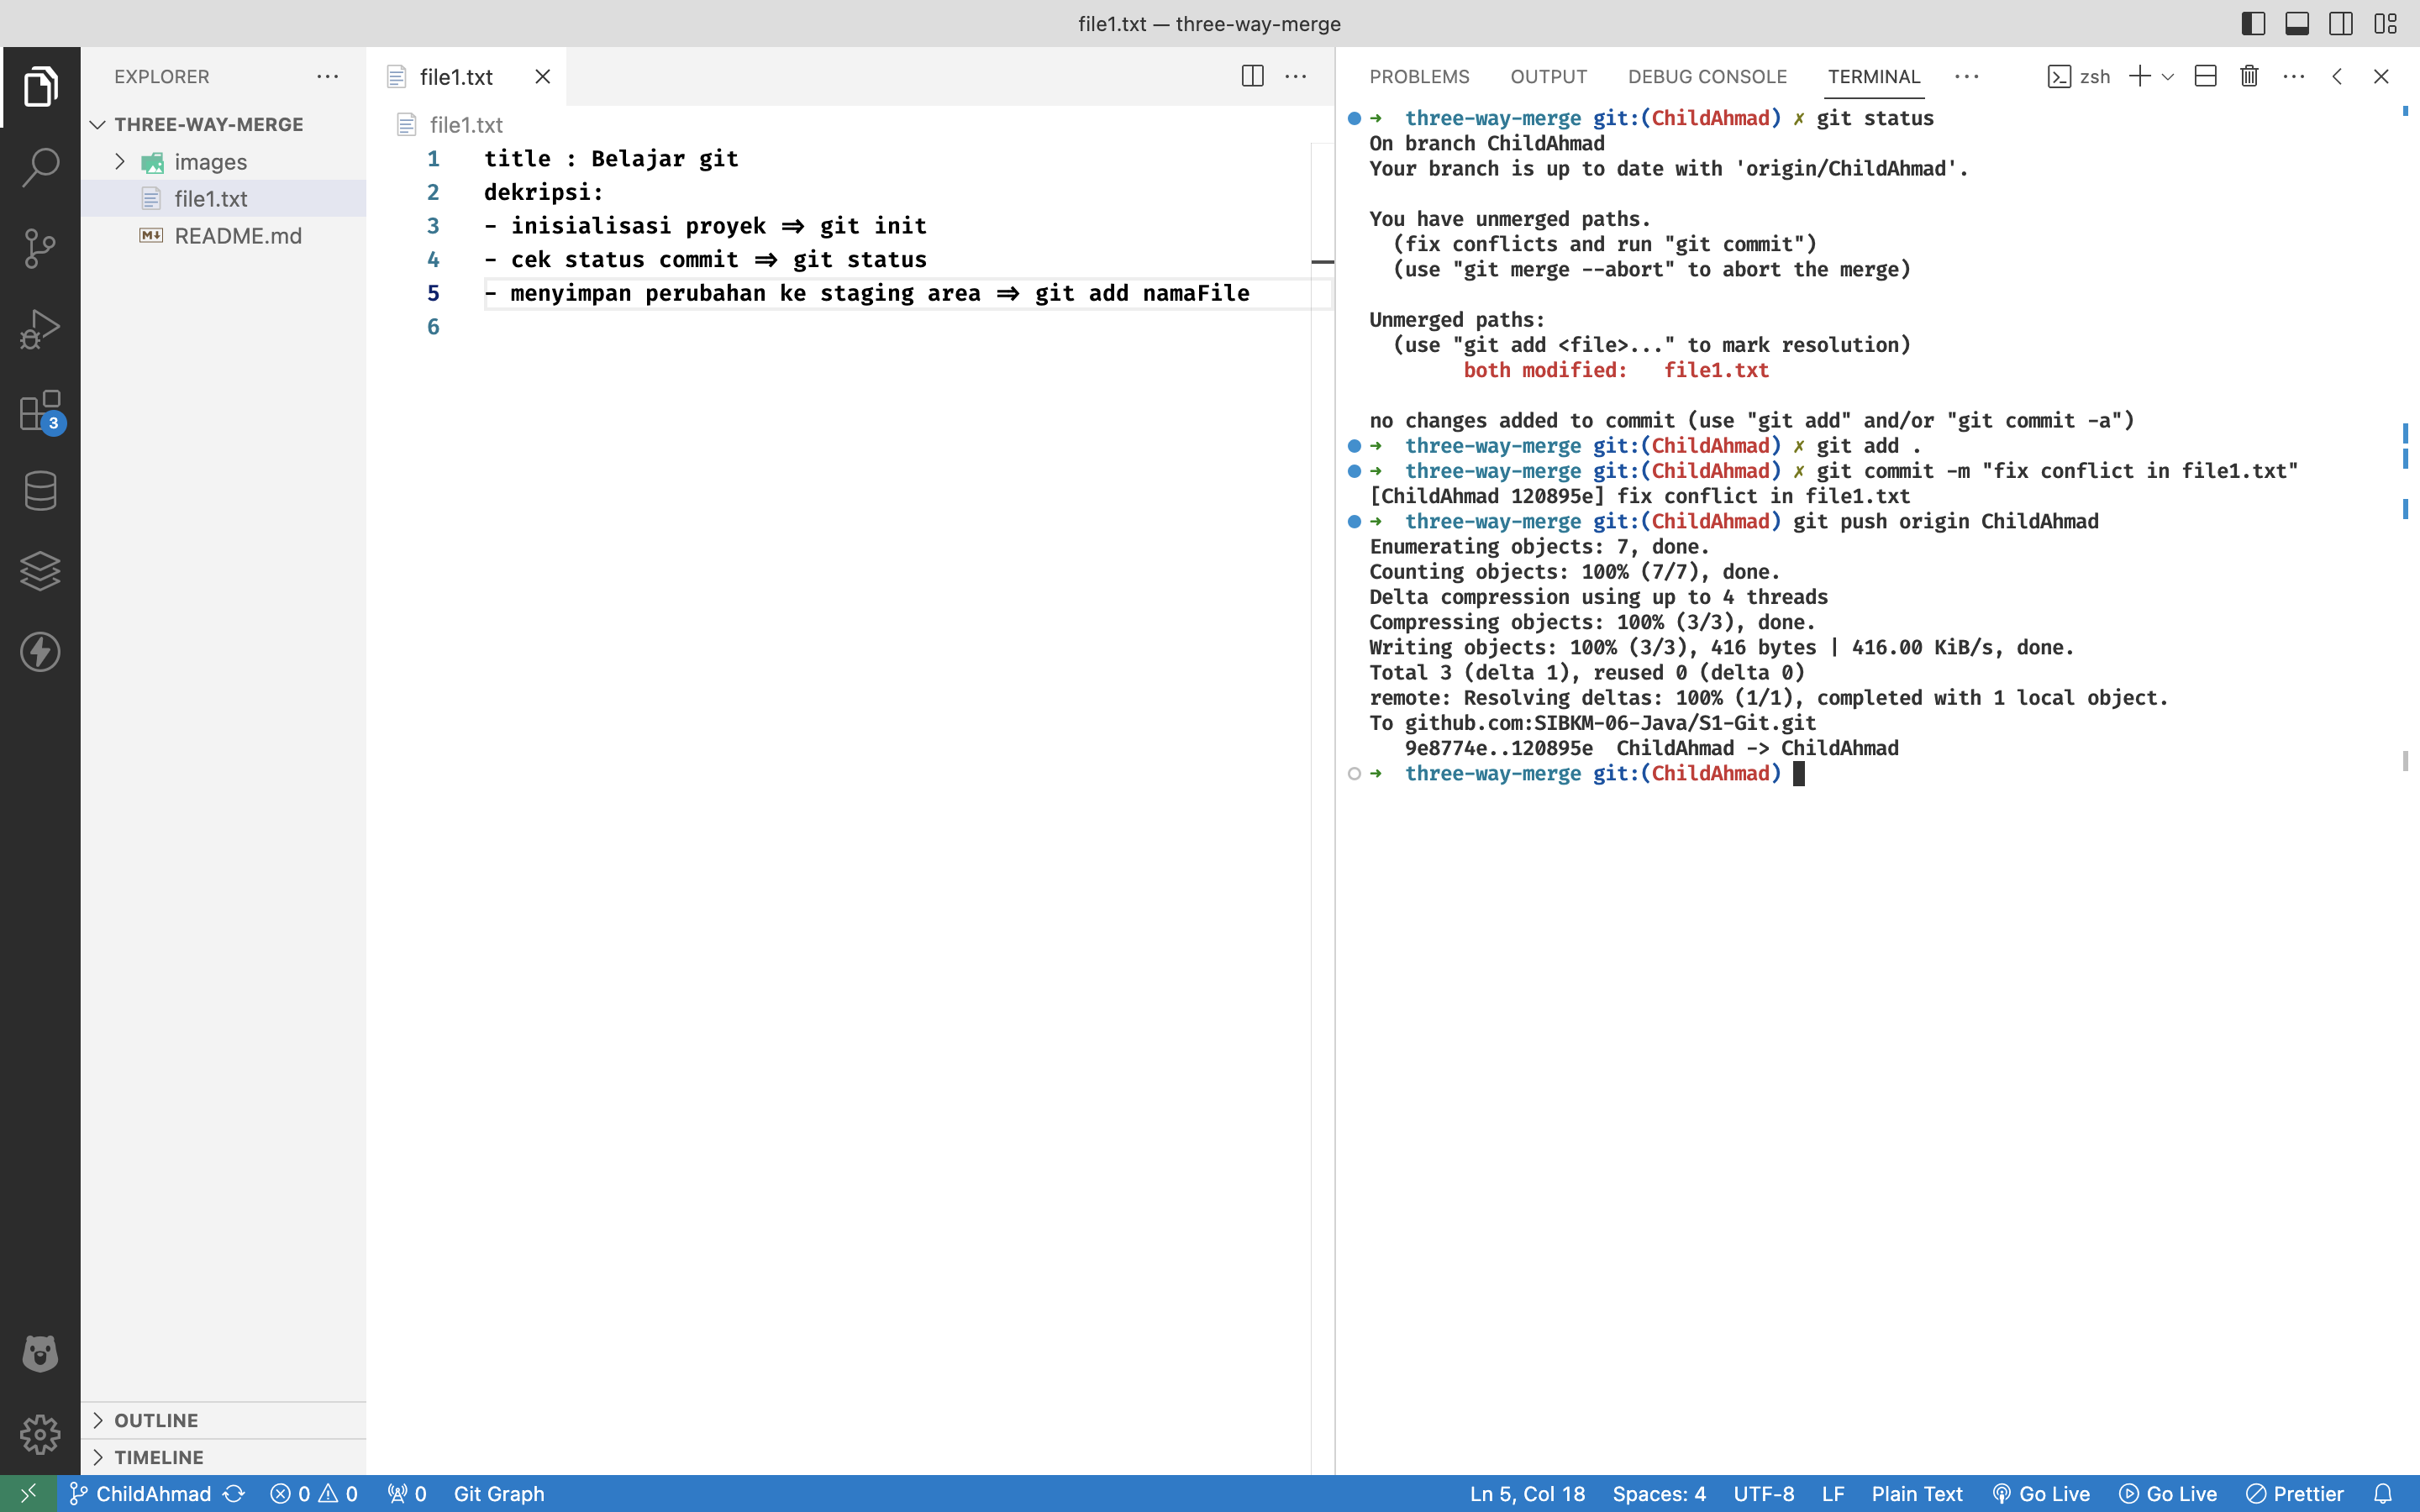 file1.txt — three-way-merge
EXPLORER
THREE-WAY-MERGE
images
file1.txt
README.md
OUTLINE
TIMELINE
file1.txt
file1.txt
1 title : Belajar git
2 dekripsi:
3 - inisialisasi proyek => git init
4 - cek status commit => git status
5 - menyimpan perubahan ke staging area => git add namaFile
6
PROBLEMS OUTPUT DEBUG CONSOLE TERMINAL zsh
➜ three-way-merge git:(ChildAhmad) ✗ git status
On branch ChildAhmad
Your branch is up to date with 'origin/ChildAhmad'.
You have unmerged paths.
(fix conflicts and run "git commit")
(use "git merge --abort" to abort the merge)
Unmerged paths:
(use "git add <file>..." to mark resolution)
both modified: file1.txt
no changes added to commit (use "git add" and/or "git commit -a")
➜ three-way-merge git:(ChildAhmad) ✗ git add .
➜ three-way-merge git:(ChildAhmad) ✗ git commit -m "fix conflict in file1.txt"
[ChildAhmad 120895e] fix conflict in file1.txt
➜ three-way-merge git:(ChildAhmad) git push origin ChildAhmad
Enumerating objects: 7, done.
Counting objects: 100% (7/7), done.
Delta compression using up to 4 threads
Compressing objects: 100% (3/3), done.
Writing objects: 100% (3/3), 416 bytes | 416.00 KiB/s, done.
Total 3 (delta 1), reused 0 (delta 0)
remote: Resolving deltas: 100% (1/1), completed with 1 local object.
To github.com:SIBKM-06-Java/S1-Git.git
9e8774e..120895e ChildAhmad -> ChildAhmad
➜ three-way-merge git:(ChildAhmad)
3
ChildAhmad 0 0 0 Git Graph Ln 5, Col 18 Spaces: 4 UTF-8 LF Plain Text Go Live Go Live Prettier